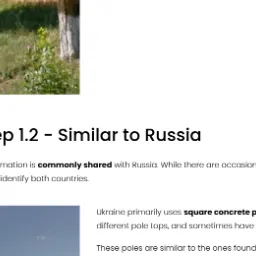 ep 1.2 - Similar to Russia
mation is commonly shared with Russia. While there are occasion
identify both countries.
Ukraine primarily uses square concrete p
different pole tops, and sometimes have
These poles are similar to the ones found